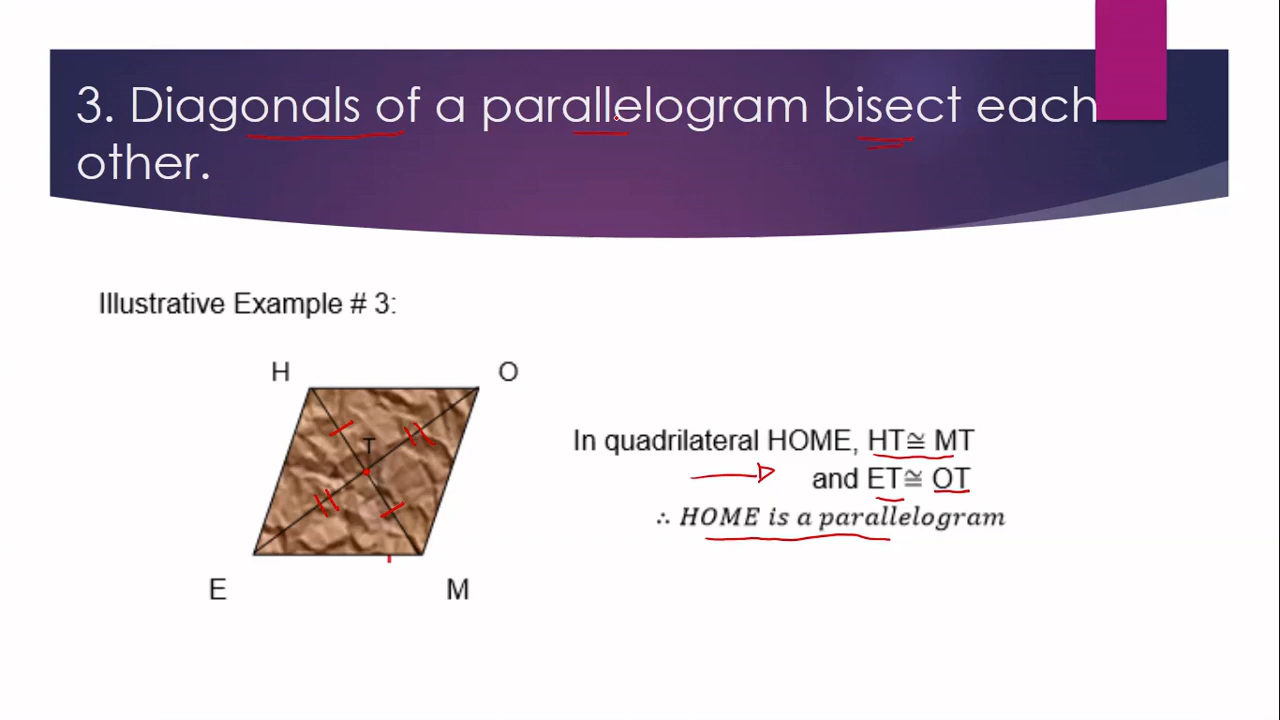 3. Diagonals of a parallelogram bisect each
other.
Illustrative Example # 3:
H
O
T
E
M
In quadrilateral HOME, HT≅ MT
and ET≅ OT
∴ HOME is a parallelogram